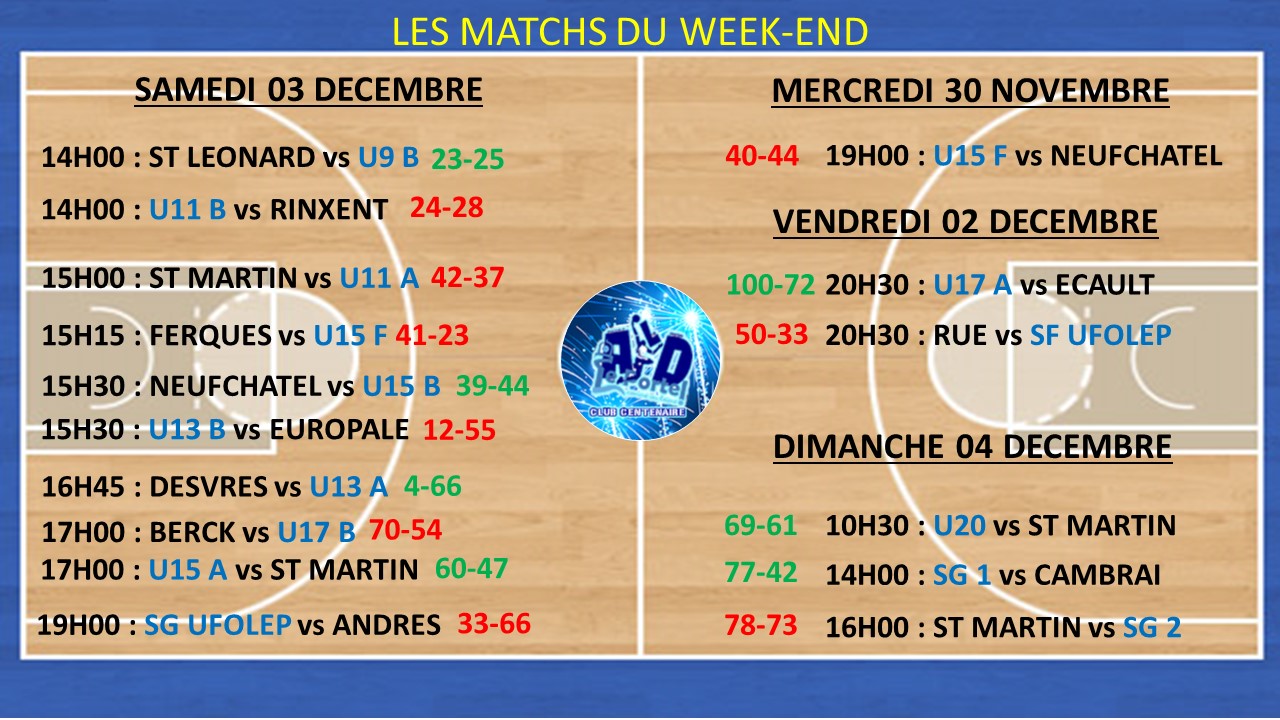 LES MATCHS DU WEEK-END
SAMEDI 03 DECEMBRE
14H00 : ST LEONARD vs U9 B 23-25
14H00 : U11 B vs RINXENT 24-28
15H00 : ST MARTIN vs U11 A 42-37
15H15 : FERQUES vs U15 F 41-23
15H30 : NEUFCHATEL vs U15 B 39-44
15H30 : U13 B vs EUROPALE 12-55
16H45 : DESVRES vs U13 A 4-66
17H00 : BERCK vs U17 B 70-54
17H00 : U15 A vs ST MARTIN 60-47
19H00 : SG UFOLEP vs ANDRES 33-66
CLUB CENTENAIRE
MERCREDI 30 NOVEMBRE
40-44 19H00 : U15 F vs NEUFCHATEL
VENDREDI 02 DECEMBRE
100-72 20H30 : U17 A vs ECAULT
50-33 20H30 : RUE vs SF UFOLEP
DIMANCHE 04 DECEMBRE
69-61 10H30 : U20 vs ST MARTIN
77-42 14H00 : SG 1 vs CAMBRAI
78-73 16H00 : ST MARTIN vs SG 2